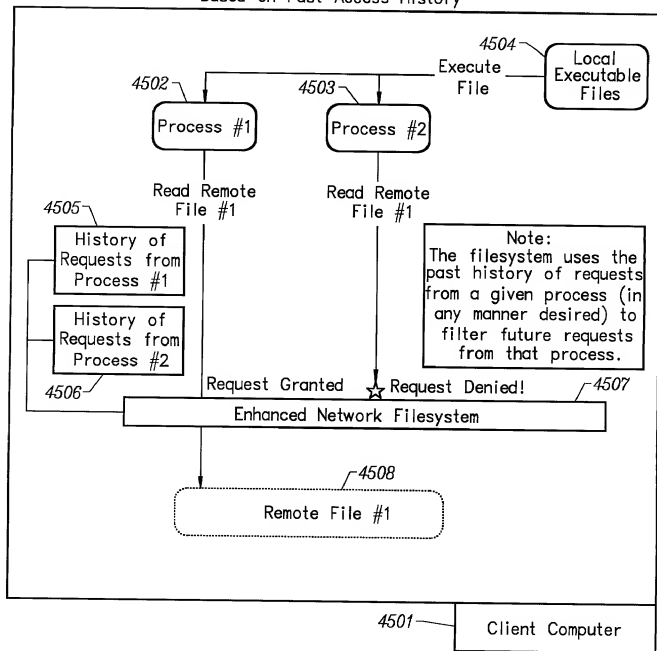 Based on Past Access History
4504
Local
Executable
Files
Execute
File
4502
4503
Process #1
Process #2
Read Remote
File #1
Read Remote
File #1
4505
History of
Requests from
Process #1
History of
Requests from
Process #2
4506
Note:
The filesystem uses the
past history of requests
from a given process (in
any manner desired) to
filter future requests
from that process.
Request Granted
Request Denied!
4507
Enhanced Network Filesystem
4508
Remote File #1
4501
Client Computer